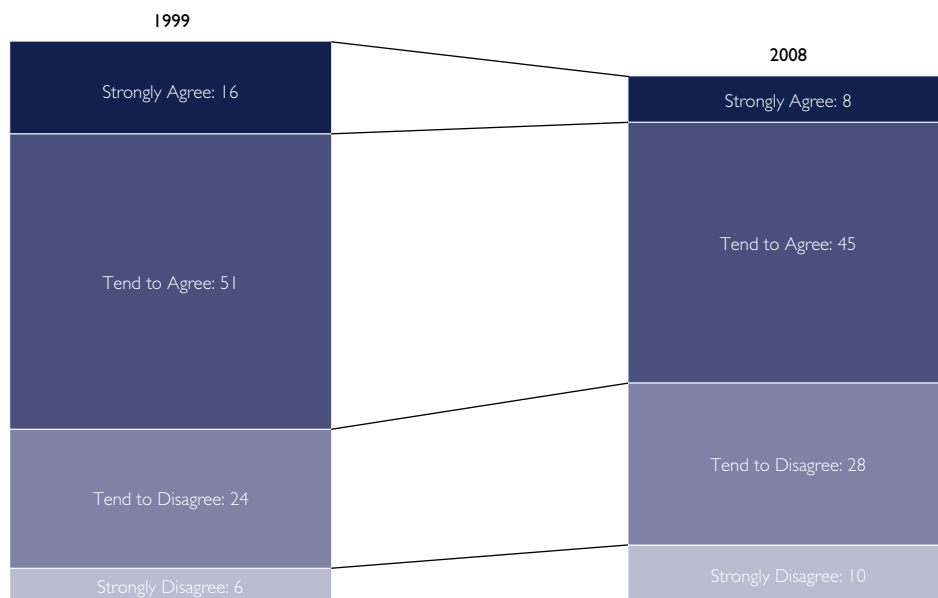 1999
2008
Strongly Agree: 16
Strongly Agree: 8
Tend to Agree: 51
Tend to Agree: 45
Tend to Disagree: 24
Tend to Disagree: 28
Strongly Disagree: 6
Strongly Disagree: 10